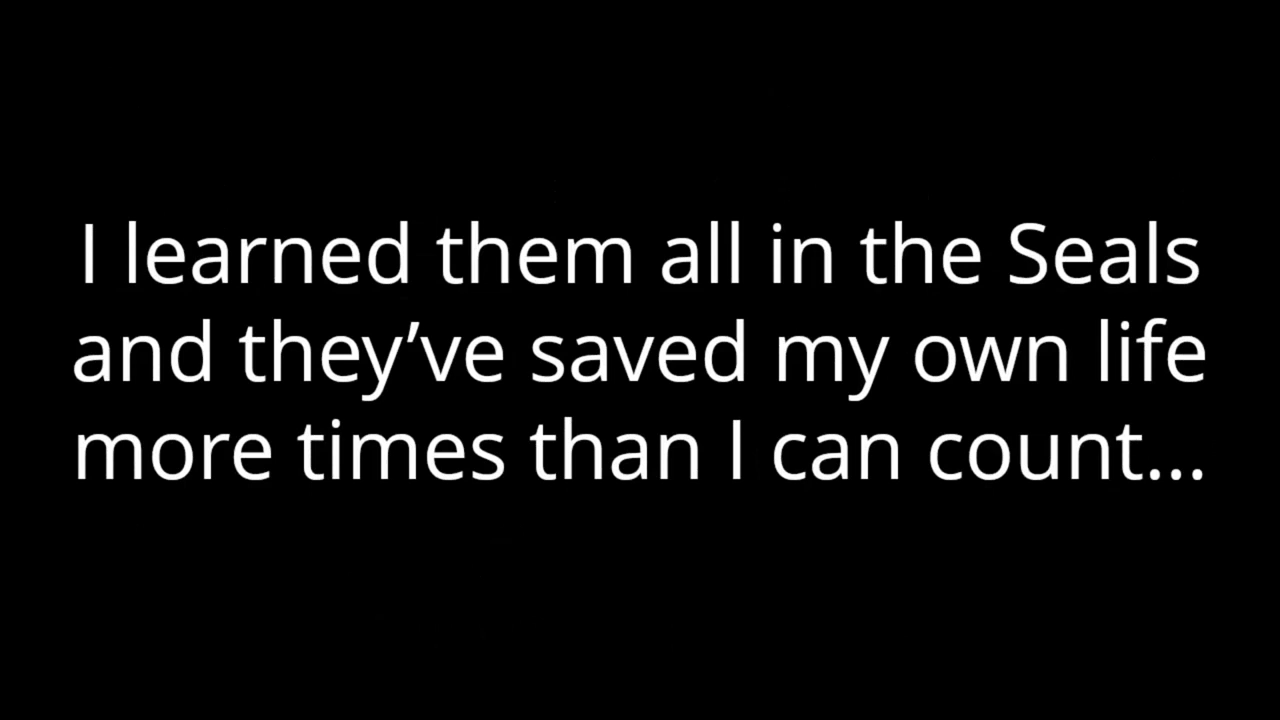 I learned them all in the Seals
and they’ve saved my own life
more times than I can count...